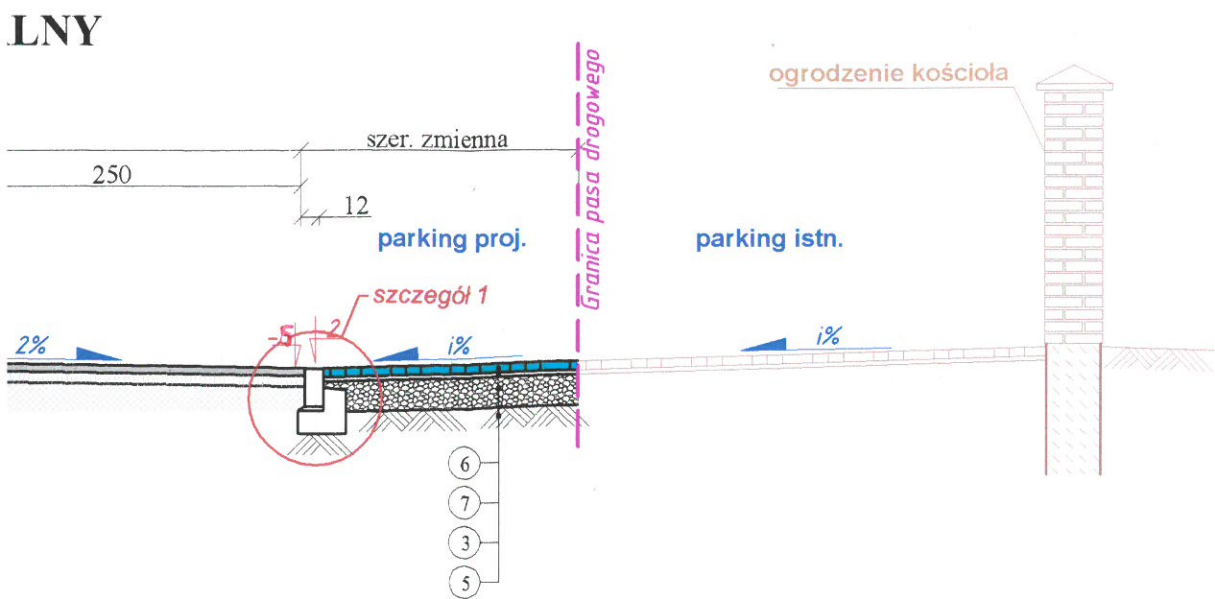 .LNY
ogrodzenie kościoła
szer. zmienna
Granica pasa drogowego
250
12
parking proj.
parking istn.
szczegół 1
-5
2
2%
i%
i%
6
7
3
5